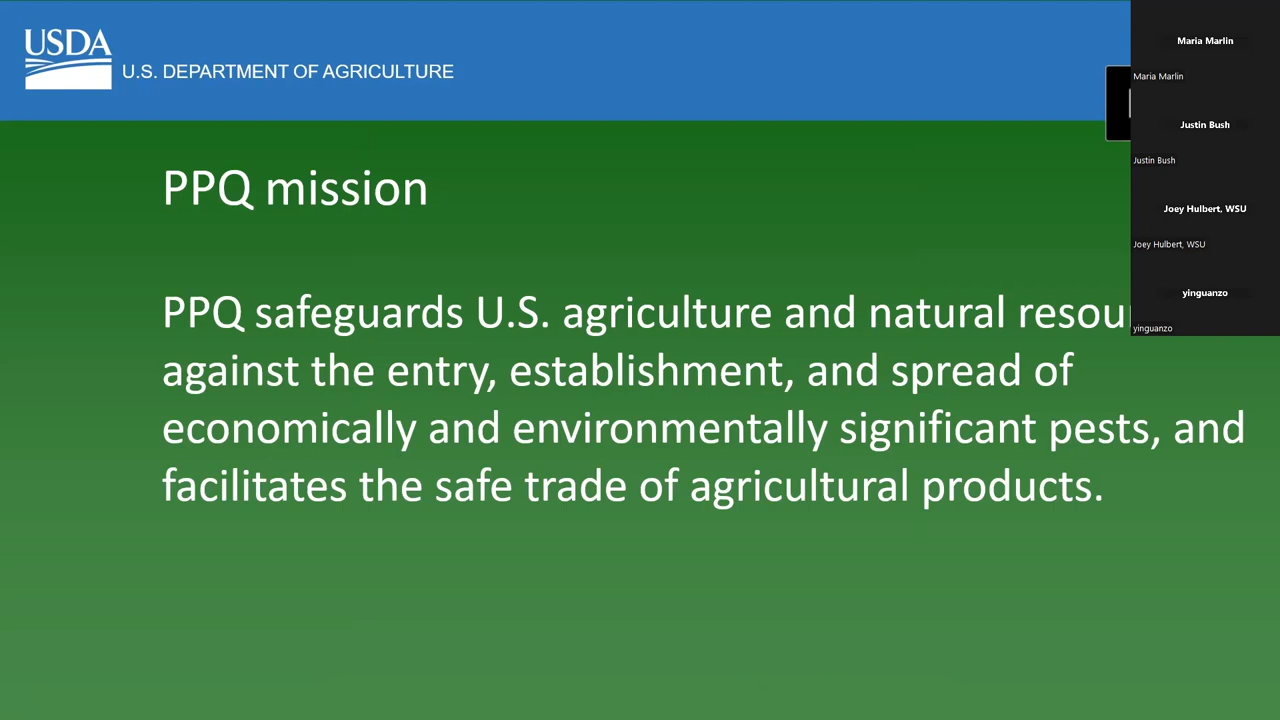 USDA
U.S. DEPARTMENT OF AGRICULTURE
PPQ mission
PPQ safeguards U.S. agriculture and natural
against the entry, establishment, and spread of
economically and environmentally significant pests, and
facilitates the safe trade of agricultural products.
Maria Marlin
Maria Marlin
Justin Bush
Justin Bush
Joey Hulbert, WSU
Joey Hulbert, WSU
yinguanzo
yinguanzo